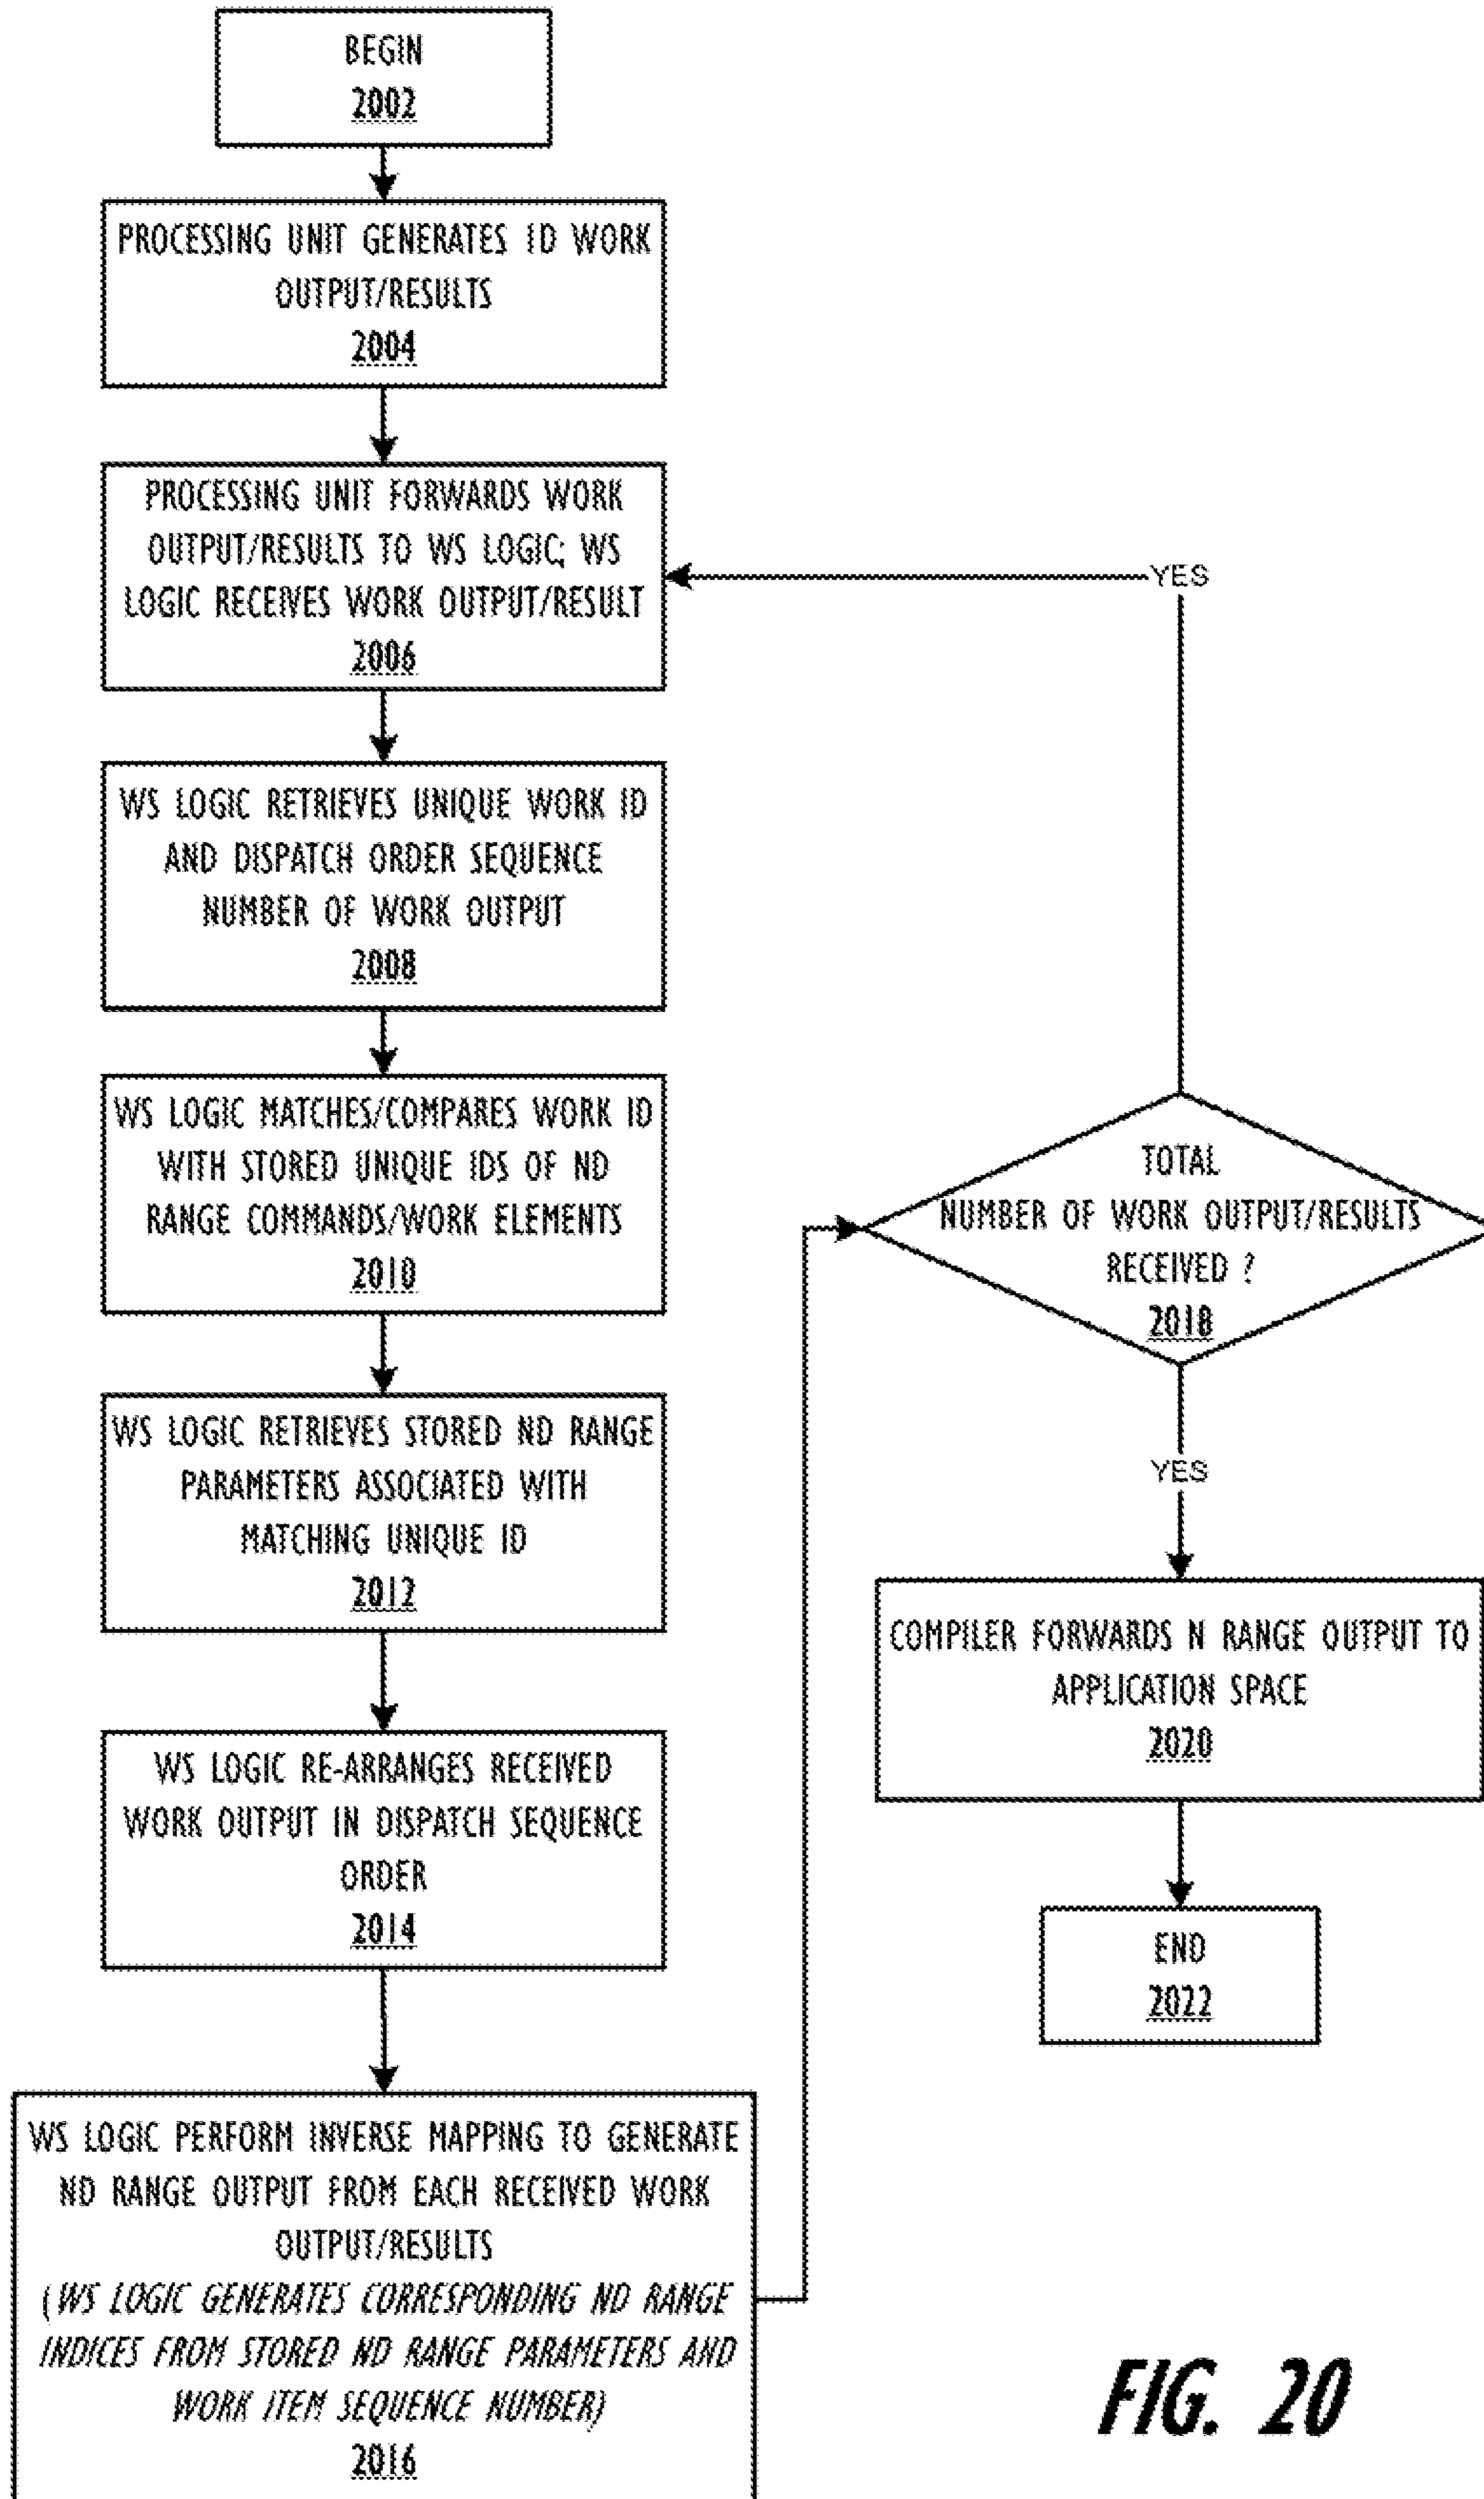 BEGIN
2002
PROCESSING UNIT GENERATES 1D WORK
OUTPUT/RESULTS
2004
PROCESSING UNIT FORWARDS WORK
OUTPUT/RESULTS TO WS LOGIC; WS
LOGIC RECEIVES WORK OUTPUT/RESULT
2006
WS LOGIC RETRIEVES UNIQUE WORK ID
AND DISPATCH ORDER SEQUENCE
NUMBER OF WORK OUTPUT
2008
WS LOGIC MATCHES/COMPARES WORK ID
WITH STORED UNIQUE IDS OF ND
RANGE COMMANDS/WORK ELEMENTS
2010
WS LOGIC RETRIEVES STORED ND RANGE
PARAMETERS ASSOCIATED WITH
MATCHING UNIQUE ID
2012
WS LOGIC RE-ARRANGES RECEIVED
WORK OUTPUT IN DISPATCH SEQUENCE
ORDER
2014
WS LOGIC PERFORM INVERSE MAPPING TO GENERATE
ND RANGE OUTPUT FROM EACH RECEIVED WORK
OUTPUT/RESULTS
(WS LOGIC GENERATES CORRESPONDING ND RANGE
INDICES FROM STORED ND RANGE PARAMETERS AND
WORK ITEM SEQUENCE NUMBER)
2016
YES
TOTAL
NUMBER OF WORK OUTPUT/RESULTS
RECEIVED ?
2018
YES
COMPILER FORWARDS N RANGE OUTPUT TO
APPLICATION SPACE
2020
END
2022
FIG. 20